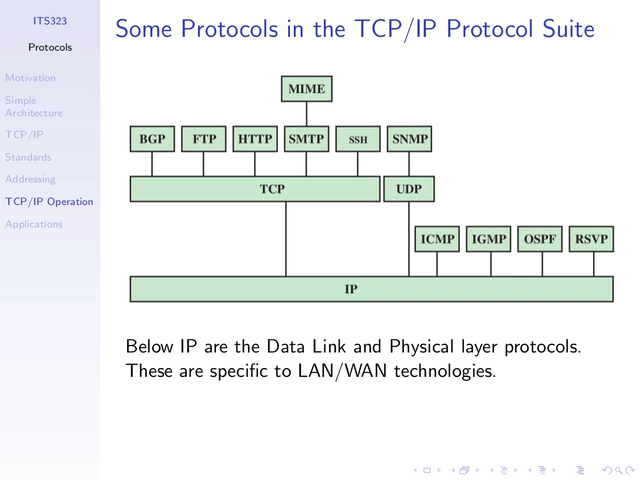 ITS323
Protocols
Motivation
Simple
Architecture
TCP/IP
Standards
Addressing
TCP/IP Operation
Applications
Some Protocols in the TCP/IP Protocol Suite
MIME
BGP FTP HTTP SMTP SSH SNMP
TCP UDP
ICMP IGMP OSPF RSVP
IP
Below IP are the Data Link and Physical layer protocols.
These are specific to LAN/WAN technologies.